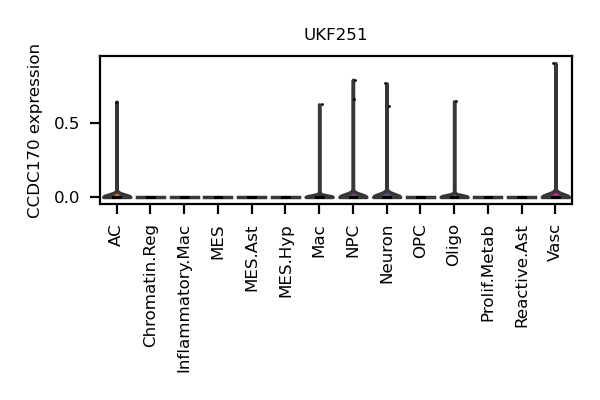 UKF251
CCDC170 expression
0.5
0.0
AC
Chromatin.Reg
Inflammatory.Mac
MES
MES.Ast
MES.Hyp
Mac
NPC
Neuron
OPC
Oligo
Prolif.Metab
Reactive.Ast
Vasc